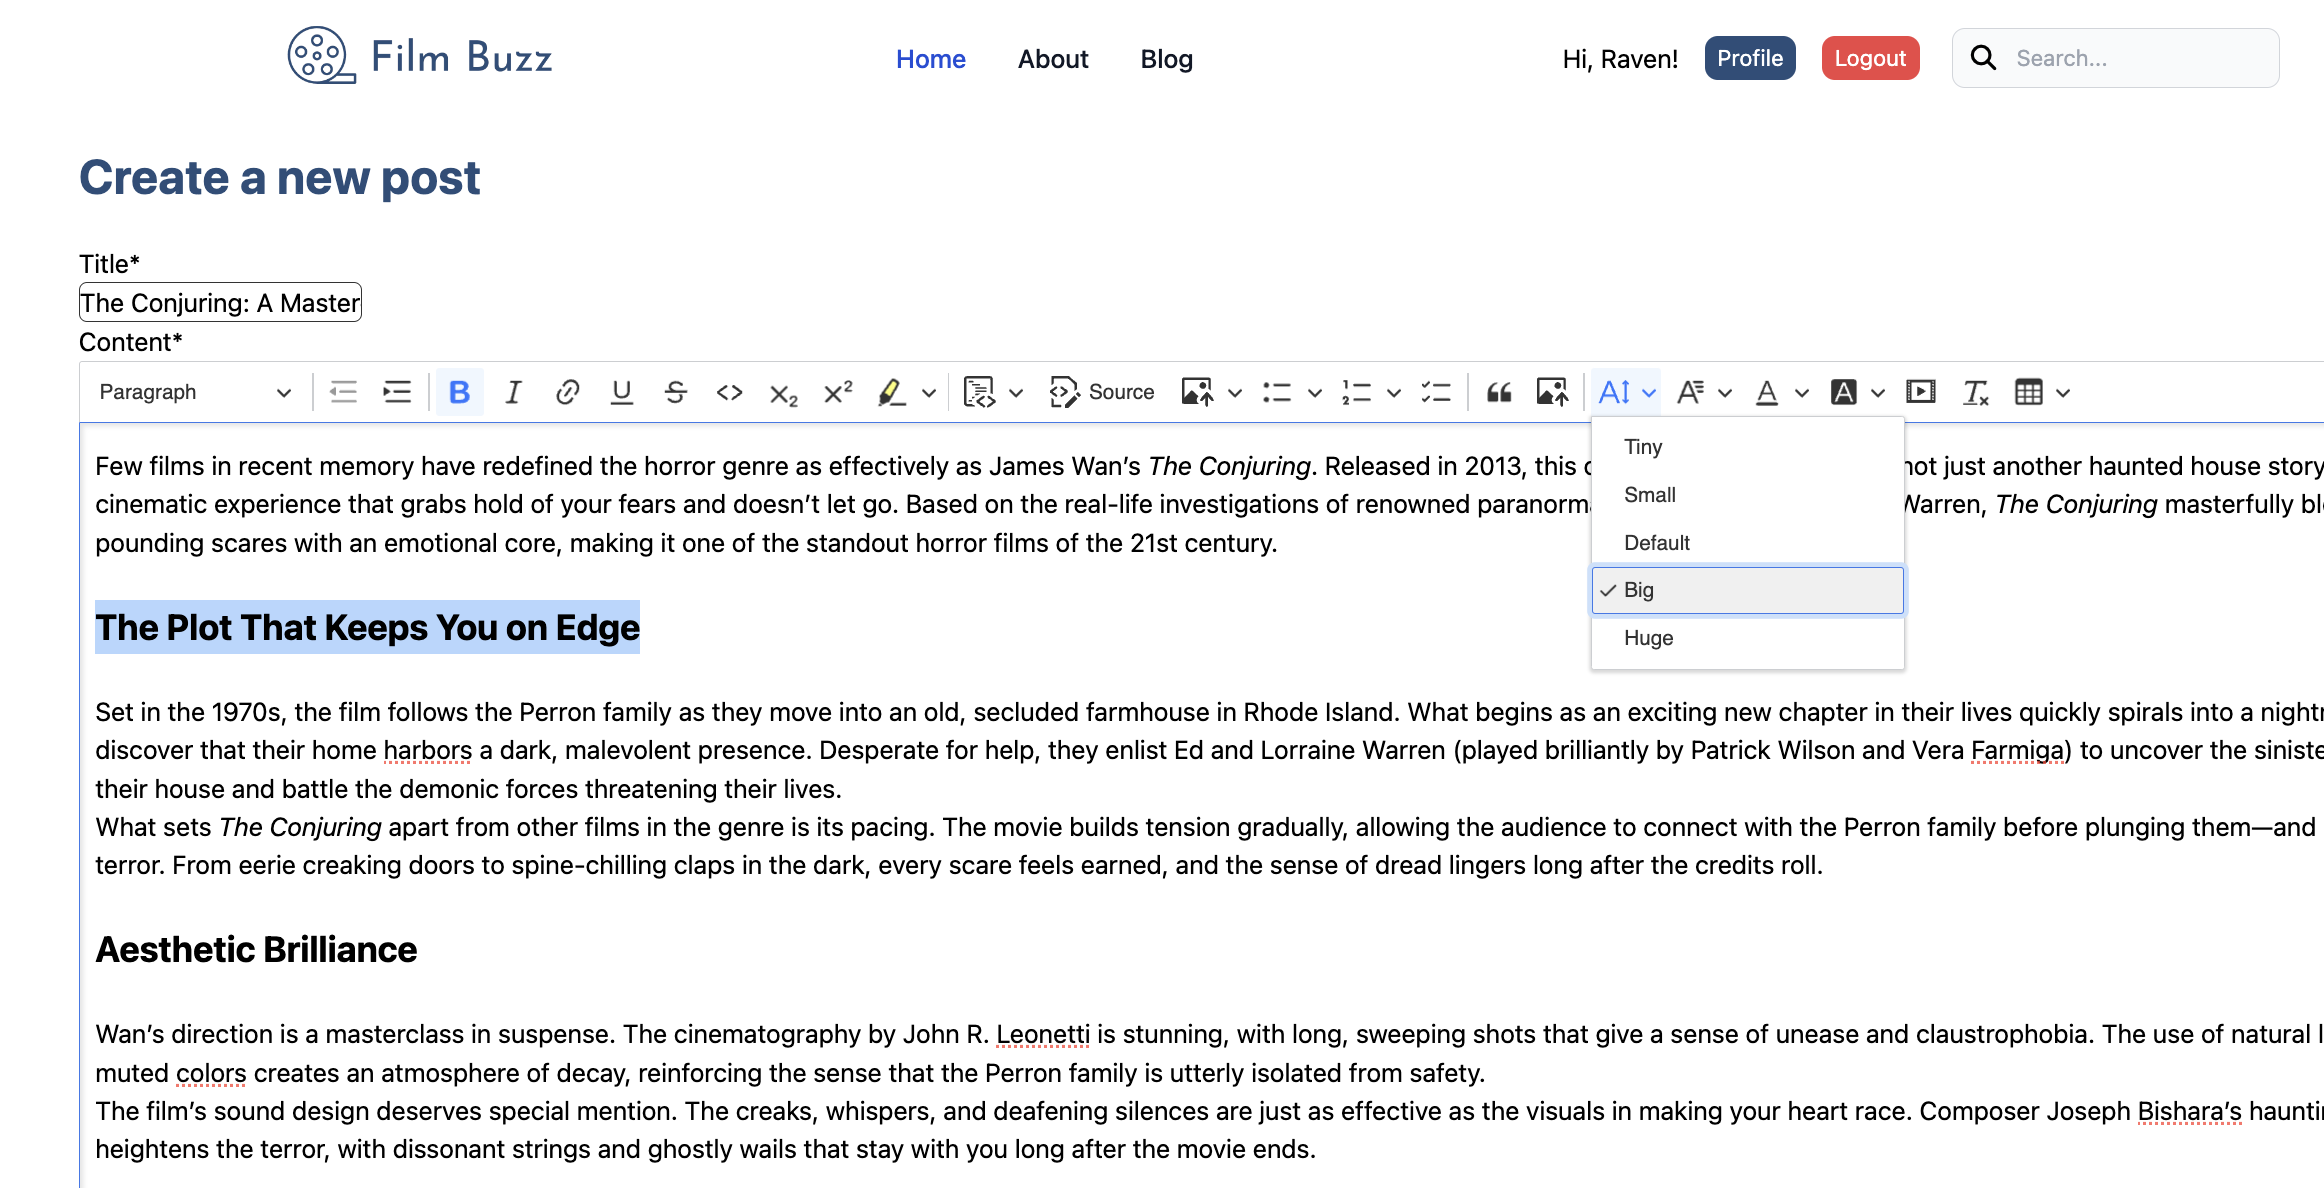 Film Buzz
Home About Blog
Hi, Raven! Profile Logout Search...
Create a new post
Title*
The Conjuring: A Master
Content*
Paragraph B I U S <> X₂ X² Source A A A A Tx
Tiny
Small
Default
Big
Huge
Few films in recent memory have redefined the horror genre as effectively as James Wan’s The Conjuring. Released in 2013, this not just another haunted house story
cinematic experience that grabs hold of your fears and doesn’t let go. Based on the real-life investigations of renowned Warren, The Conjuring masterfully
pounding scares with an emotional core, making it one of the standout horror films of the 21st century.
The Plot That Keeps You on Edge
Set in the 1970s, the film follows the Perron family as they move into an old, secluded farmhouse in Rhode Island. What begins as an exciting new chapter in their lives quickly spirals into a
discover that their home harbors a dark, malevolent presence. Desperate for help, they enlist Ed and Lorraine Warren (played brilliantly by Patrick Wilson and Vera Farmiga) to uncover the
their house and battle the demonic forces threatening their lives.
What sets The Conjuring apart from other films in the genre is its pacing. The movie builds tension gradually, allowing the audience to connect with the Perron family before plunging them—and
terror. From eerie creaking doors to spine-chilling claps in the dark, every scare feels earned, and the sense of dread lingers long after the credits roll.
Aesthetic Brilliance
Wan’s direction is a masterclass in suspense. The cinematography by John R. Leonetti is stunning, with long, sweeping shots that give a sense of unease and claustrophobia. The use of natural
muted colors creates an atmosphere of decay, reinforcing the sense that the Perron family is utterly isolated from safety.
The film’s sound design deserves special mention. The creaks, whispers, and deafening silences are just as effective as the visuals in making your heart race. Composer Joseph Bishara’s
heightens the terror, with dissonant strings and ghostly wails that stay with you long after the movie ends.